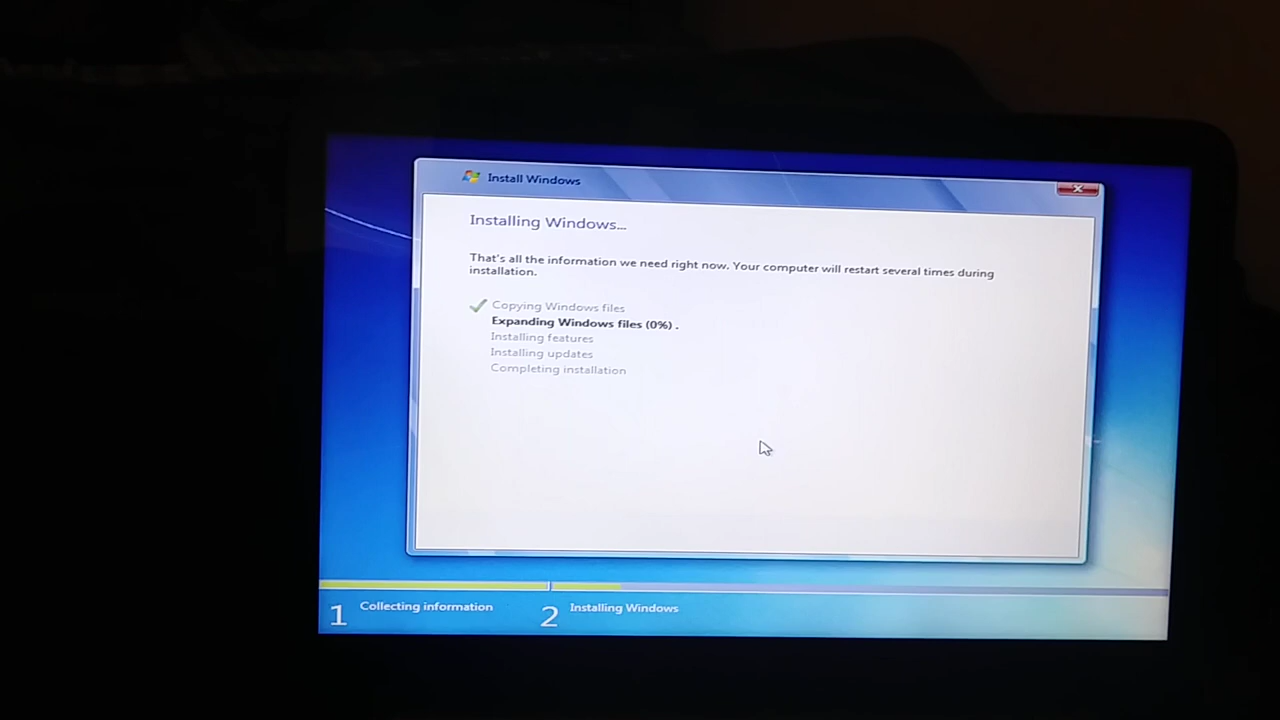 Install Windows
Installing Windows...
That's all the information we need right now. Your computer will restart several times during
installation.
Copying Windows files
Expanding Windows files (0%) .
Installing features
Installing updates
Completing installation
1 Collecting information
2 Installing Windows